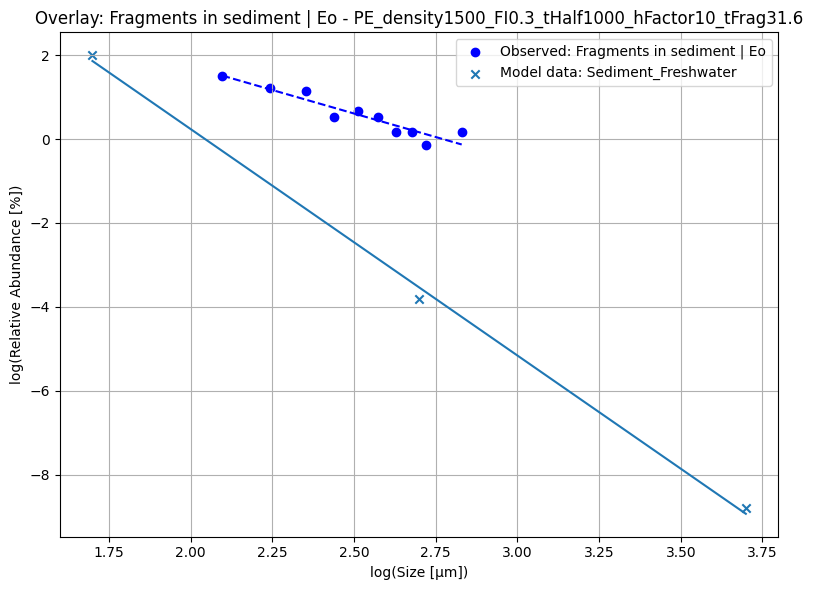 Overlay: Fragments in sediment | Eo - PE_density1500_FI0.3_tHalf1000_hFactor10_tFrag31.6
Observed: Fragments in sediment | Eo
Model data: Sediment_Freshwater
log(Relative Abundance [%])
2
0
−2
−4
−6
−8
1.75 2.00 2.25 2.50 2.75 3.00 3.25 3.50 3.75
log(Size [µm])